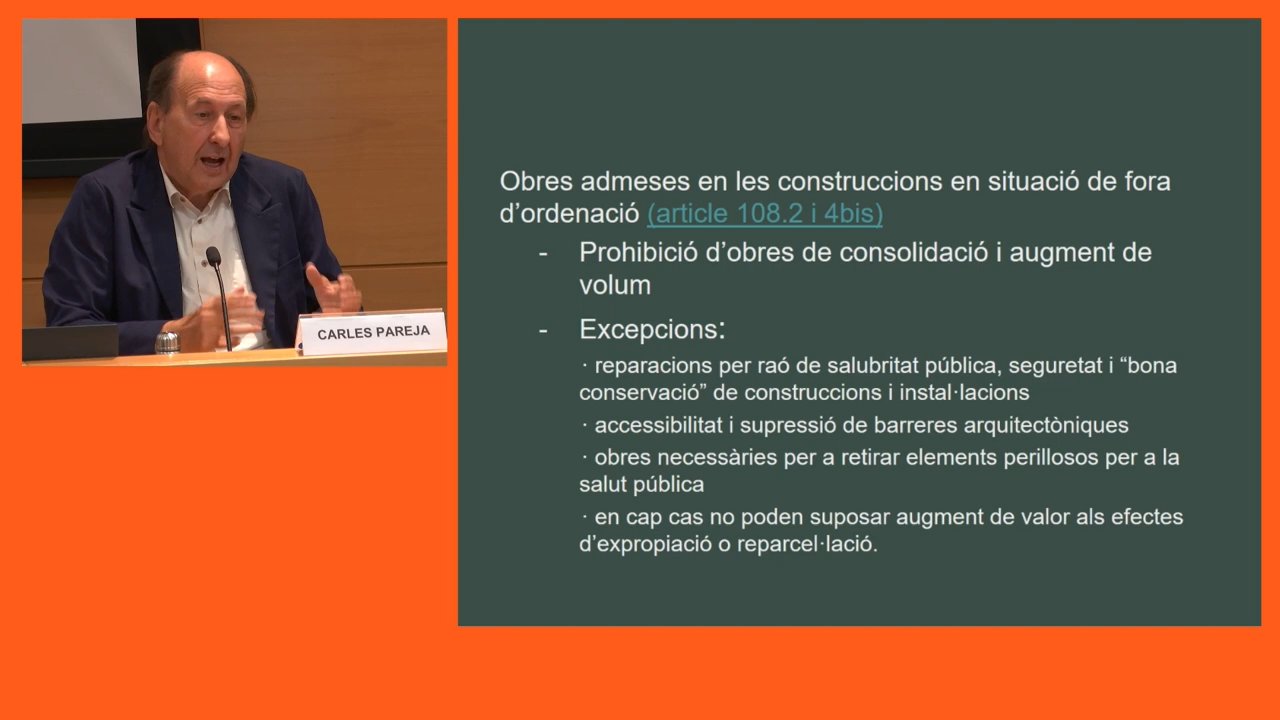 CARLES PAREJA
Obres admeses en les construccions en situació de fora
d’ordenació (article 108.2 i 4bis)
- Prohibició d’obres de consolidació i augment de
volum
- Excepcions:
· reparacions per raó de salubritat pública, seguretat i “bona
conservació” de construccions i instal·lacions
· accessibilitat i supressió de barreres arquitectòniques
· obres necessàries per a retirar elements perillosos per a la
salut pública
· en cap cas no poden suposar augment de valor als efectes
d’expropiació o reparcel·lació.